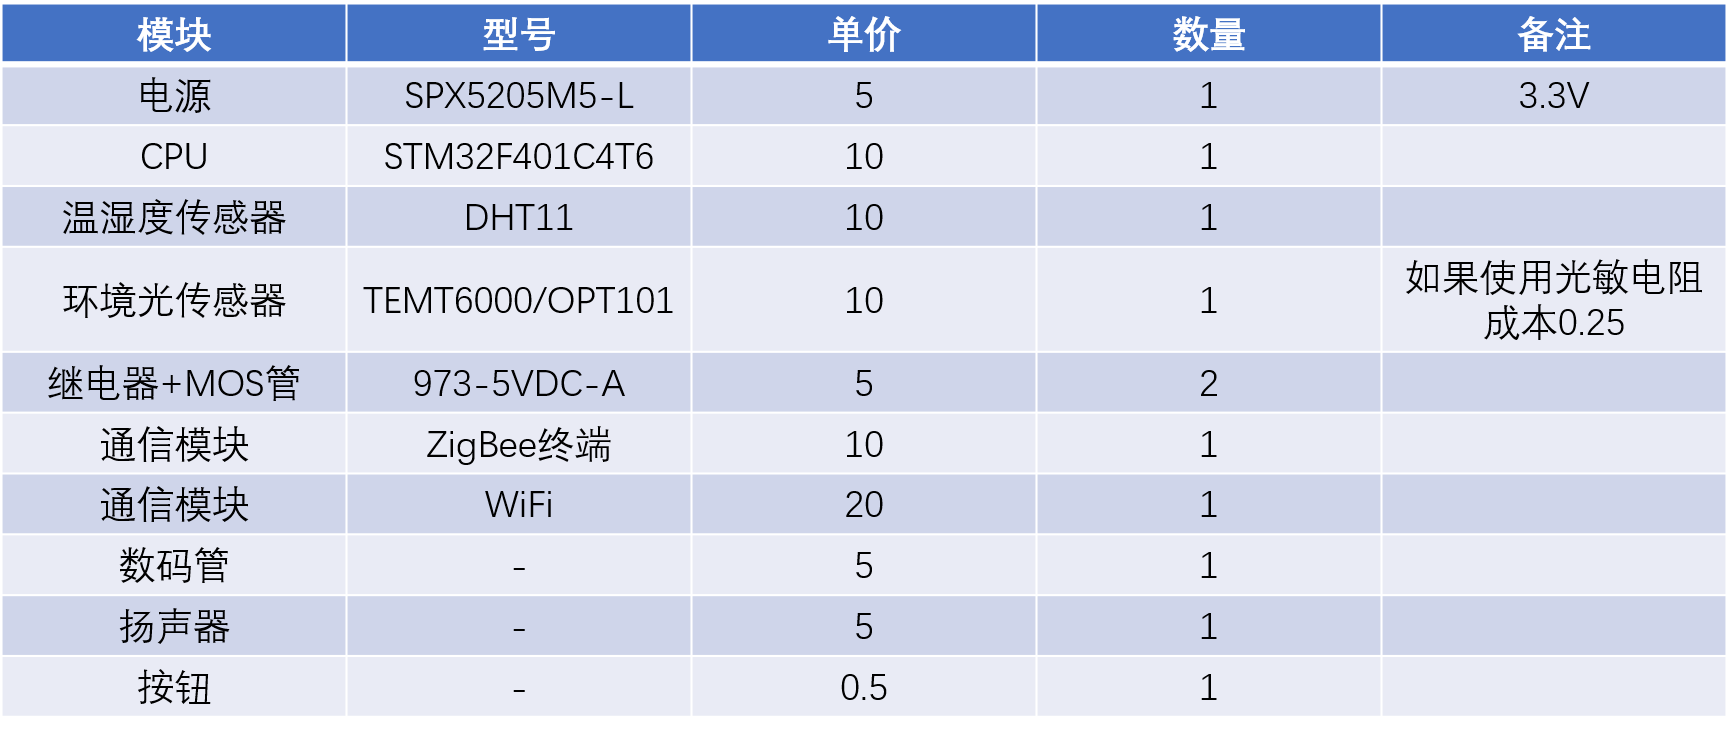 模块 型号 单价 数量 备注
电源 SPX5205M5-L 5 1 3.3V
CPU STM32F401C4T6 10 1
温湿度传感器 DHT11 10 1
环境光传感器 TEMT6000/OPT101 10 1 如果使用光敏电阻
成本0.25
继电器+MOS管 973-5VDC-A 5 2
通信模块 ZigBee终端 10 1
通信模块 WiFi 20 1
数码管 - 5 1
扬声器 - 5 1
按钮 - 0.5 1